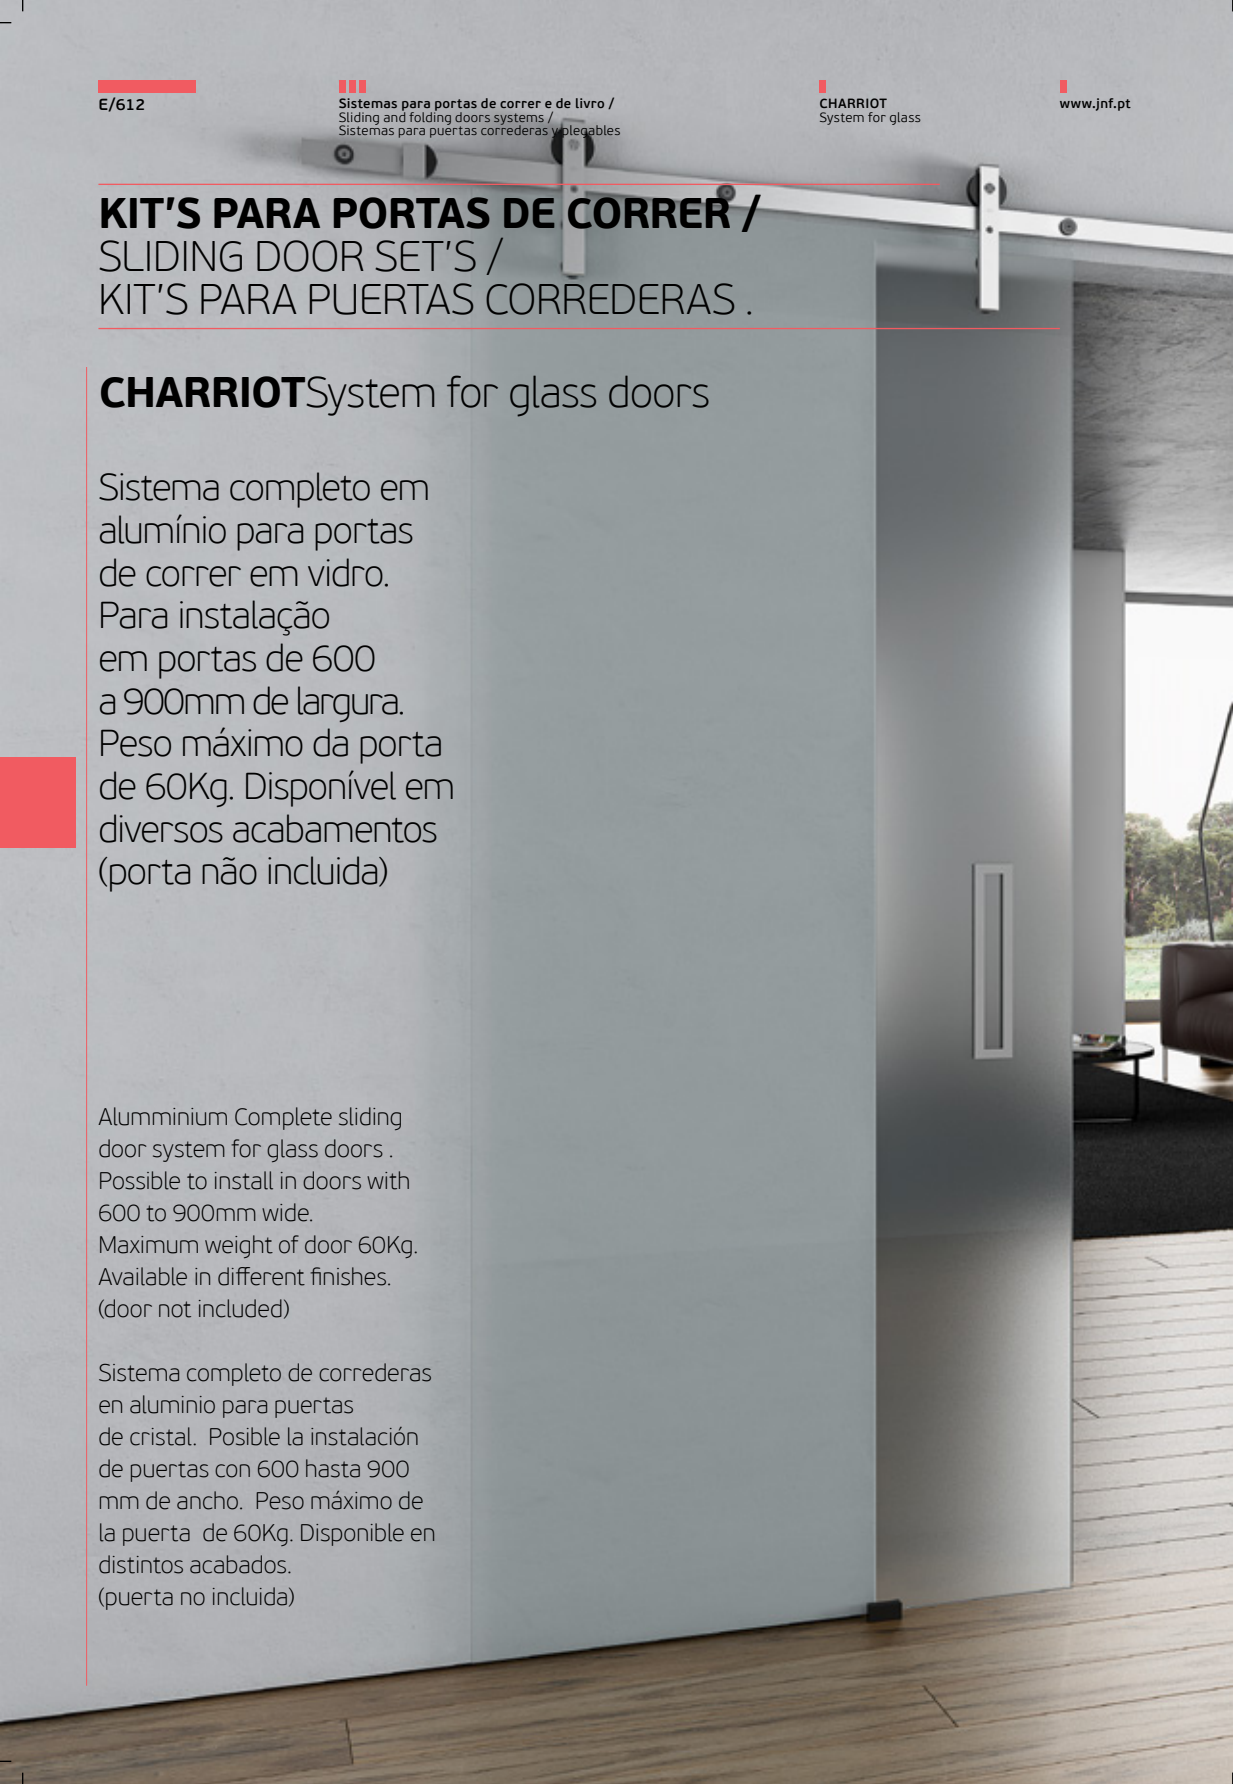 E/612
Sistemas para portas de correr e de livro /
Sliding and folding doors systems /
Sistemas para puertas correderas y plegables
CHARRIOT
System for glass
www.jnf.pt
KIT'S PARA PORTAS DE CORRER /
SLIDING DOOR SET'S /
KIT'S PARA PUERTAS CORREDERAS .
CHARRIOTSystem for glass doors
Sistema completo em
alumínio para portas
de correr em vidro.
Para instalação
em portas de 600
a 900mm de largura.
Peso máximo da porta
de 60Kg. Disponível em
diversos acabamentos
(porta não incluida)
Alumminium Complete sliding
door system for glass doors .
Possible to install in doors with
600 to 900mm wide.
Maximum weight of door 60Kg.
Available in different finishes.
(door not included)
Sistema completo de correderas
en aluminio para puertas
de cristal.  Posible la instalación
de puertas con 600 hasta 900
mm de ancho.  Peso máximo de
la puerta  de 60Kg. Disponible en
distintos acabados.
(puerta no incluida)